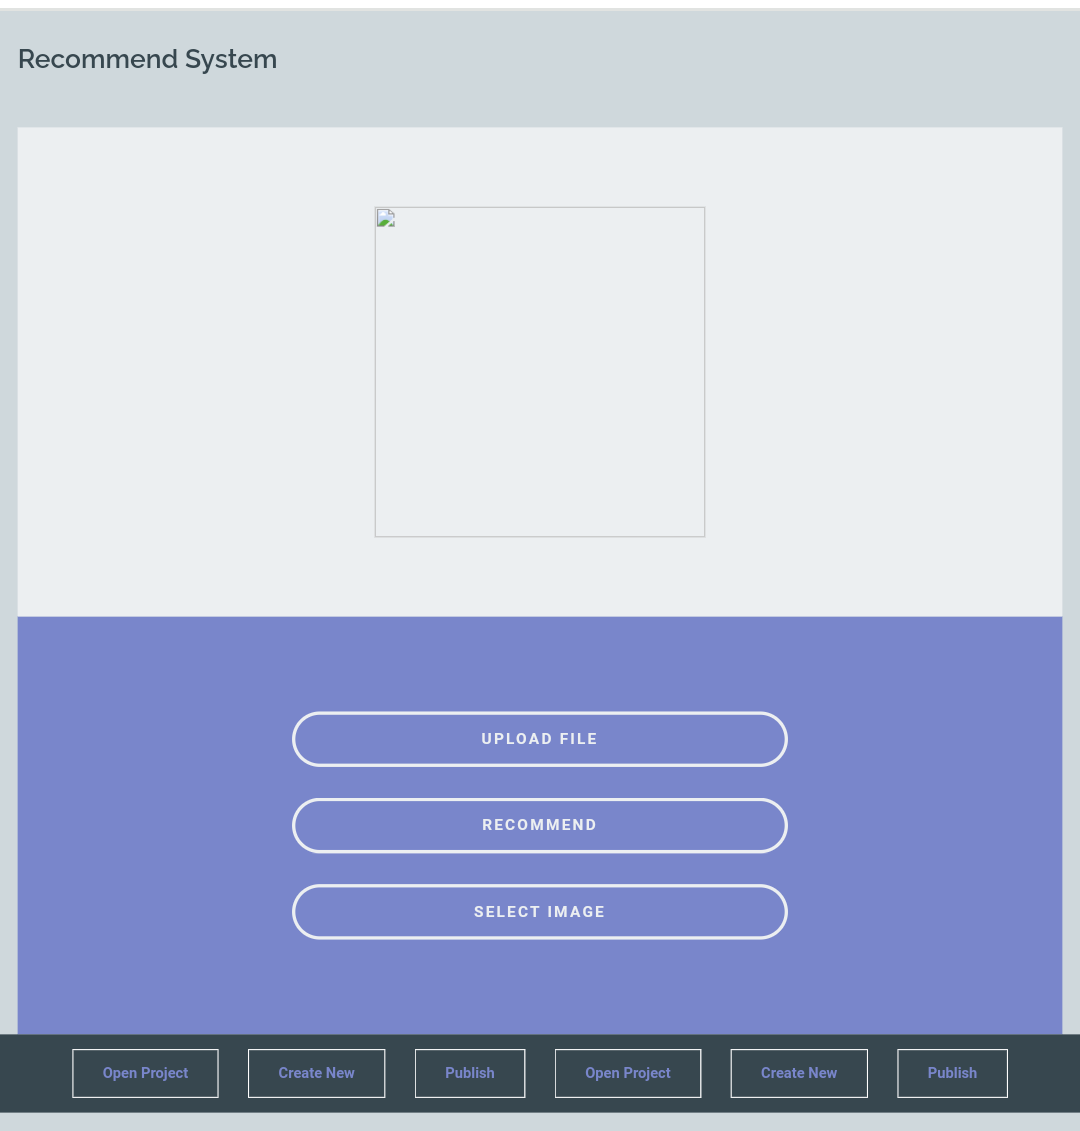 Recommend System
UPLOAD FILE
RECOMMEND
SELECT IMAGE
Open Project Create New Publish Open Project Create New Publish